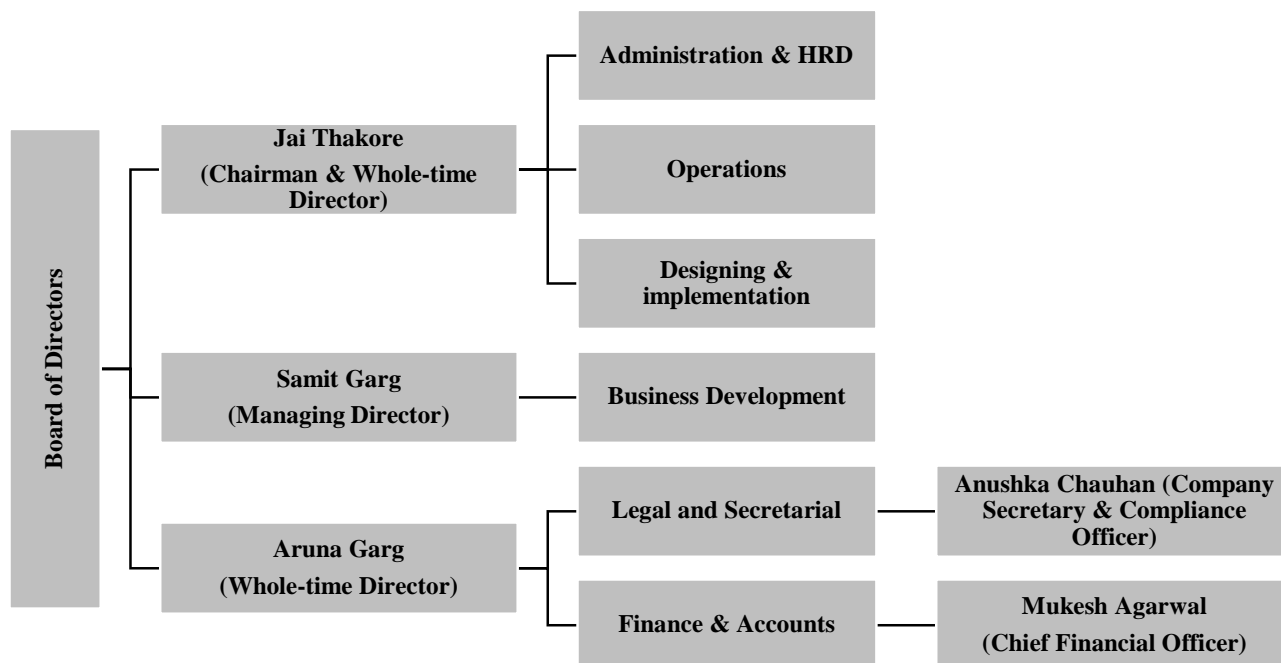 Board of Directors
Jai Thakore
(Chairman & Whole-time
Director)
Administration & HRD
Operations
Designing &
implementation
Samit Garg
(Managing Director)
Business Development
Aruna Garg
(Whole-time Director)
Legal and Secretarial
Anushka Chauhan (Company
Secretary & Compliance
Officer)
Finance & Accounts
Mukesh Agarwal
(Chief Financial Officer)